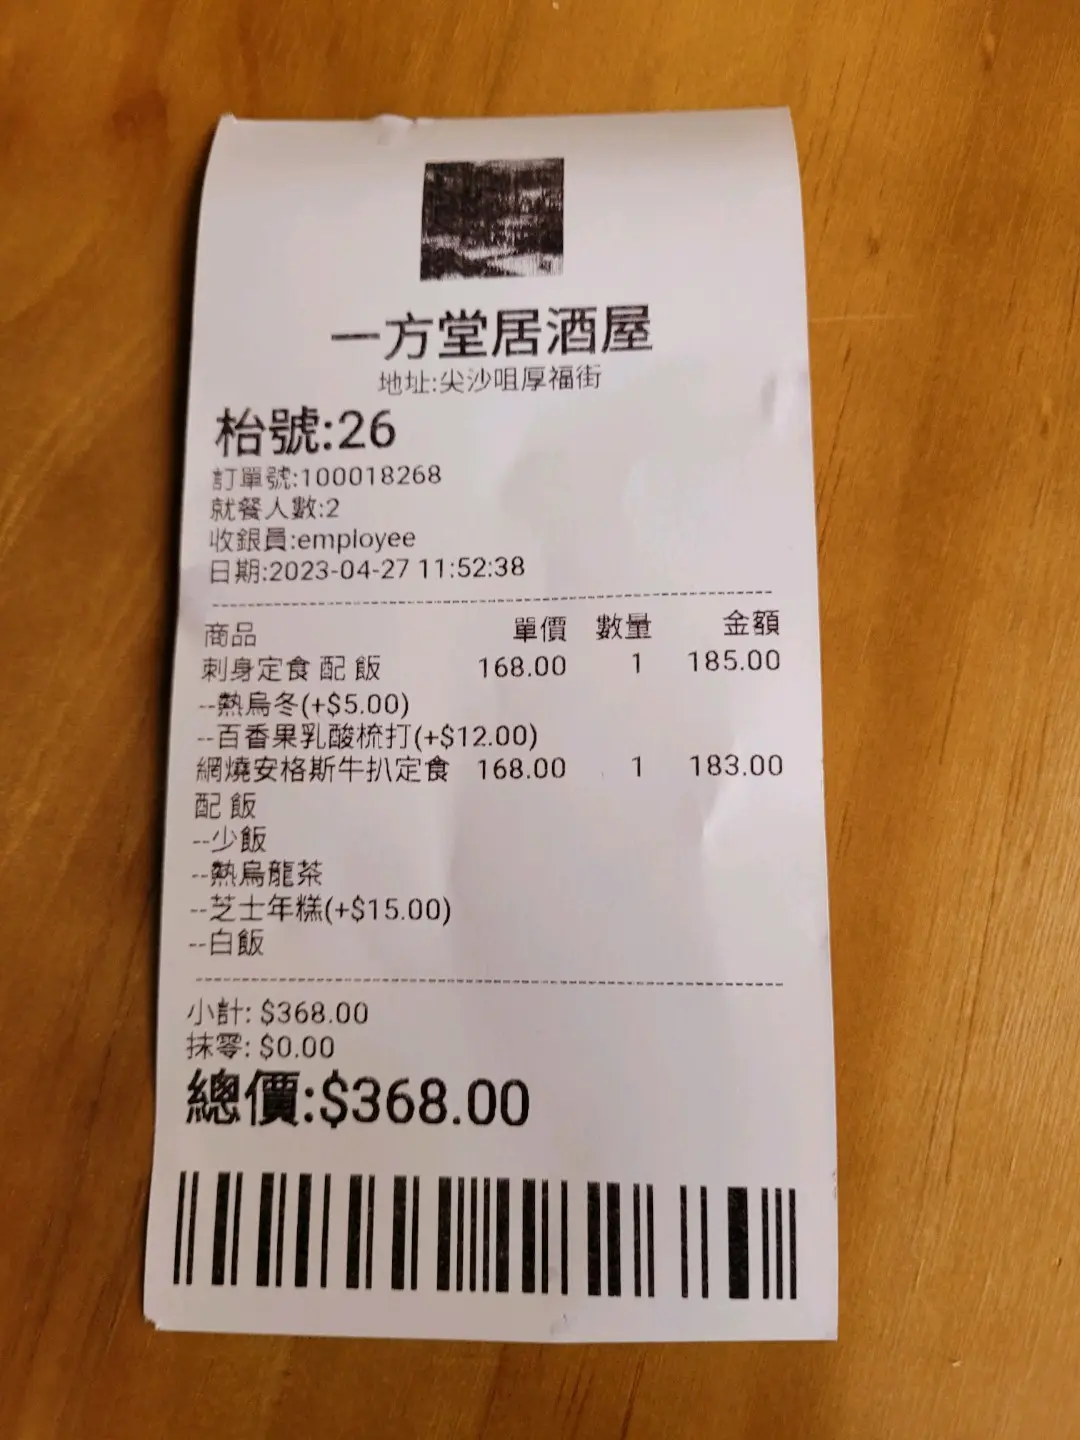 一方堂居酒屋
地址:尖沙咀厚福街
枱號:26
訂單號:100018268
就餐人數:2
收銀員:employee
日期:2023-04-27 11:52:38
商品 單價 數量 金額
刺身定食 配 飯 168.00 1 185.00
--熱烏冬(+$5.00)
--百香果乳酸梳打(+$12.00)
網燒安格斯牛扒定食 168.00 1 183.00
配 飯
--少飯
--熱烏龍茶
--芝士年糕(+$15.00)
--白飯
小計: $368.00
抹零: $0.00
總價:$368.00